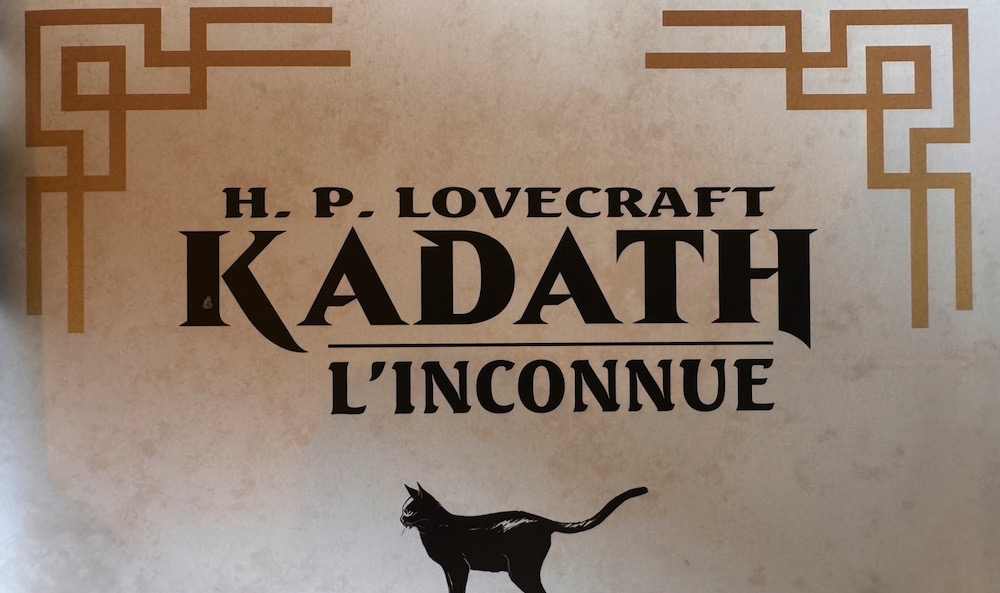 H. P. LOVECRAFT
KADATH
L'INCONNUE